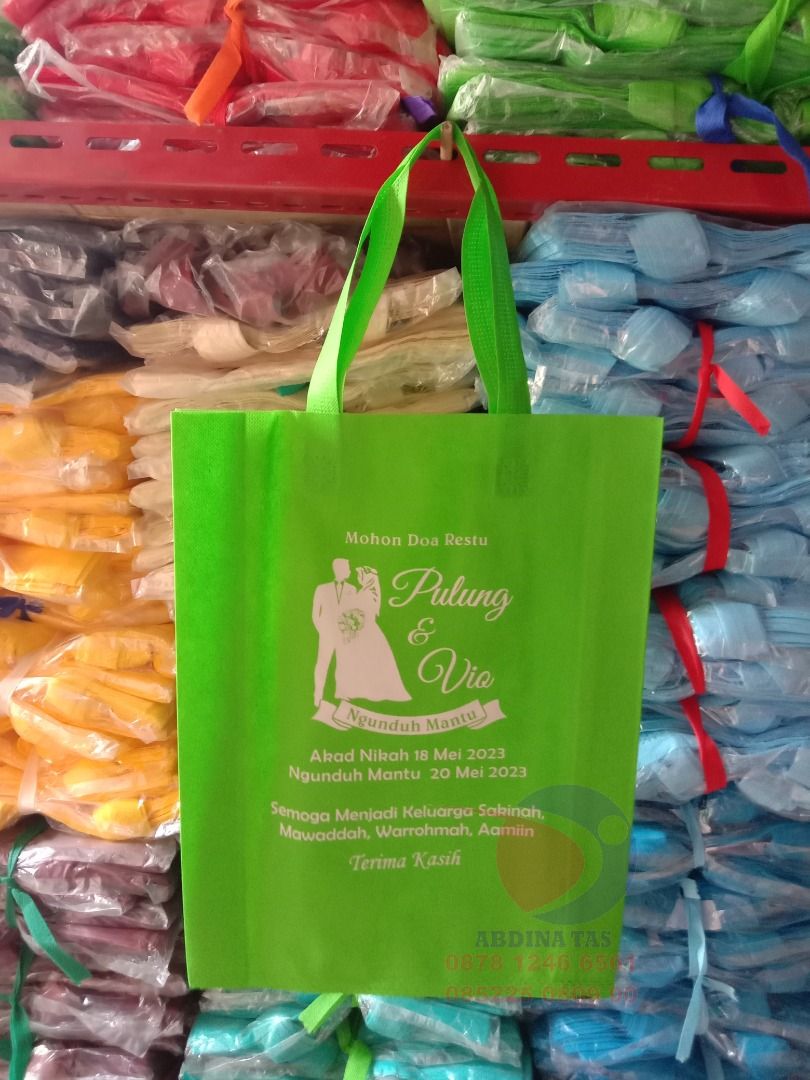 Mohon Doa Restu
Pulung
&
Vio
Ngunduh Mantu
Akad Nikah 18 Mei 2023
Ngunduh Mantu 20 Mei 2023
Semoga Menjadi Keluarga Sakinah,
Mawaddah, Warrohmah, Aamiin
Terima Kasih
ABDINA TAS
0878 1246 6561